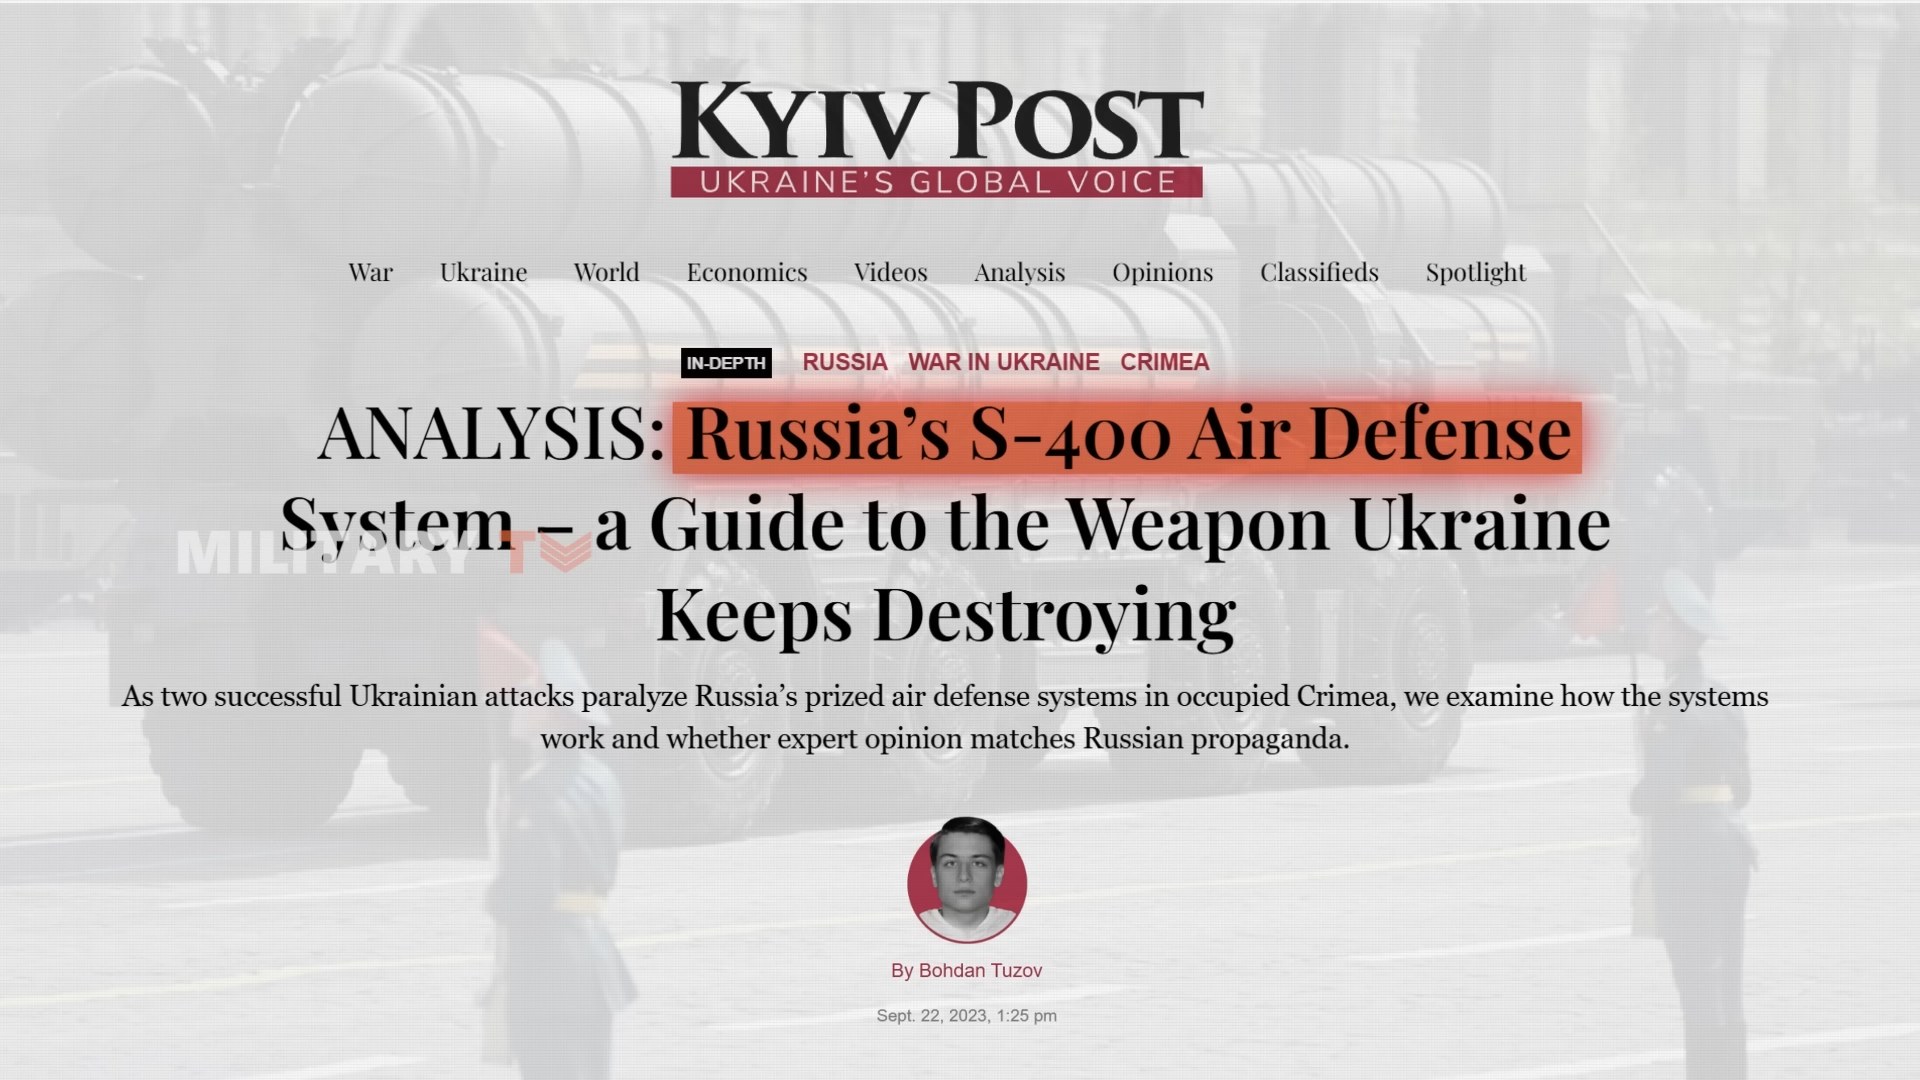 KYIV POST
UKRAINE'S GLOBAL VOICE
War Ukraine World Economics Videos Analysis Opinions Classifieds Spotlight
IN-DEPTH RUSSIA WAR IN UKRAINE CRIMEA
ANALYSIS: Russia’s S-400 Air Defense
System – a Guide to the Weapon Ukraine
MILITARY TV
Keeps Destroying
As two successful Ukrainian attacks paralyze Russia’s prized air defense systems in occupied Crimea, we examine how the systems
work and whether expert opinion matches Russian propaganda.
By Bohdan Tuzov
Sept. 22, 2023, 1:25 pm